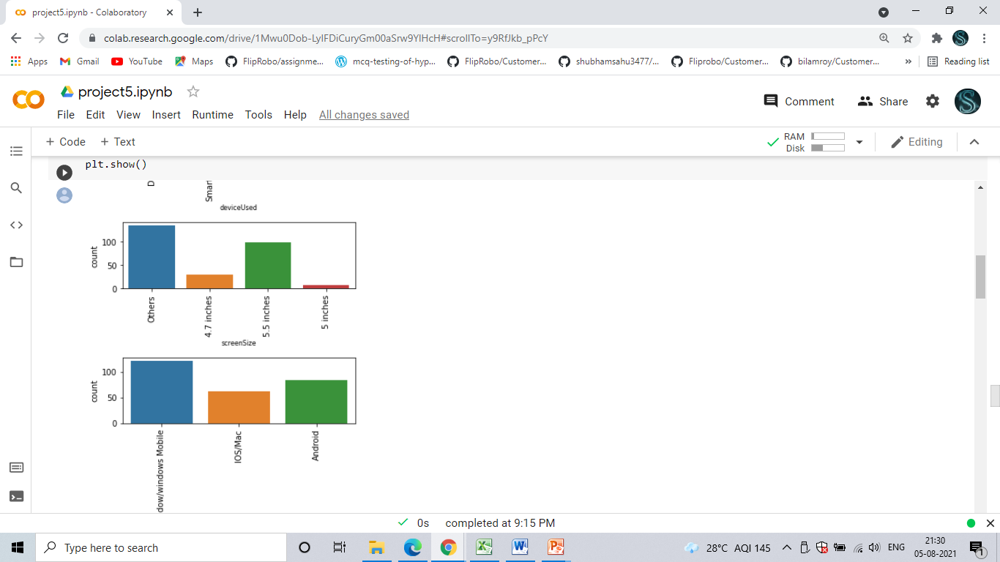 project5.ipynb - Colaboratory
colab.research.google.com/drive/1Mwu0Dob-LyIFDiCuryGm00aSrw9YlHcH#scrollTo=y9RfJkb_pPcY
Apps Gmail YouTube Maps FlipRobo/assignme... mcq-testing-of-hyp... FlipRobo/Customer... shubhamsahu3477/... Fliprobo/Customer... bilamroy/Customer... » Reading list
project5.ipynb
Comment Share
File Edit View Insert Runtime Tools Help All changes saved
+ Code + Text
RAM
Disk
Editing
plt.show()
D
Smar
deviceUsed
100
50
0
count
Others
4.7 inches
5.5 inches
5 inches
screenSize
100
50
0
count
dow/windows Mobile
IOS/Mac
Android
0s completed at 9:15 PM
Type here to search
28°C AQI 145
ENG
21:30
05-08-2021
1